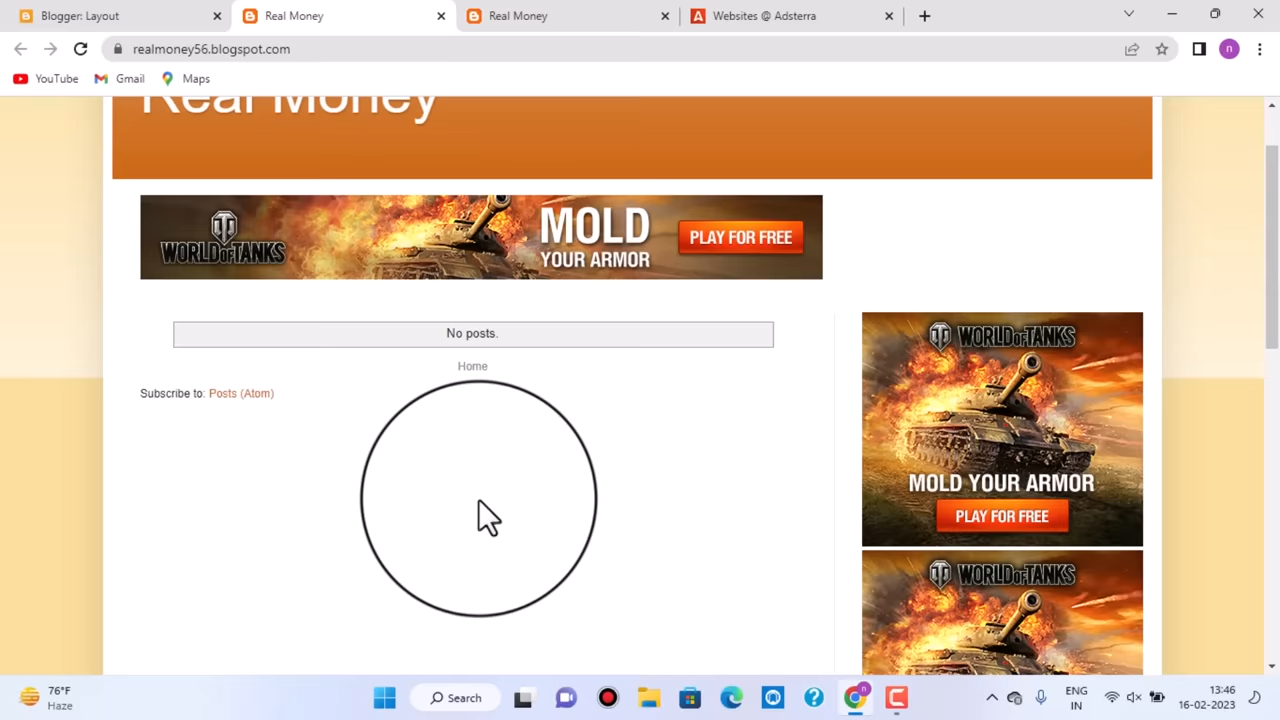 Blogger: Layout
Real Money
Real Money
Websites @ Adsterra
realmoney56.blogspot.com
n
YouTube
Gmail
Maps
Real Money
WORLD OF TANKS
MOLD
YOUR ARMOR
PLAY FOR FREE
No posts.
Home
Subscribe to: Posts (Atom)
WORLD OF TANKS
MOLD YOUR ARMOR
PLAY FOR FREE
WORLD OF TANKS
76°F
Haze
Search
n
ENG
IN
13:46
16-02-2023